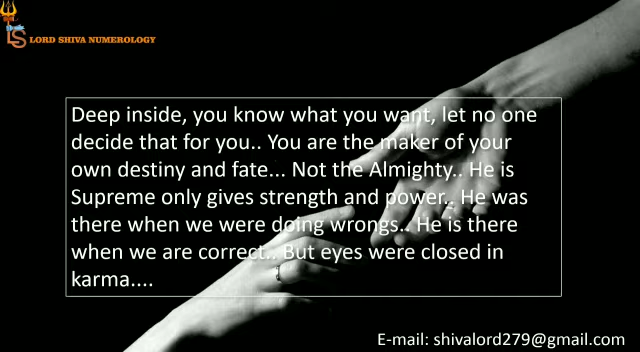 LORD SHIVA NUMEROLOGY
Deep inside, you know what you want, let no one
decide that for you.. You are the maker of your
own destiny and fate... Not the Almighty.. He is
Supreme only gives strength and power.. He was
there when we were doing wrongs.. He is there
when we are correct.. But eyes were closed in
karma....
E-mail: shivalord279@gmail.com